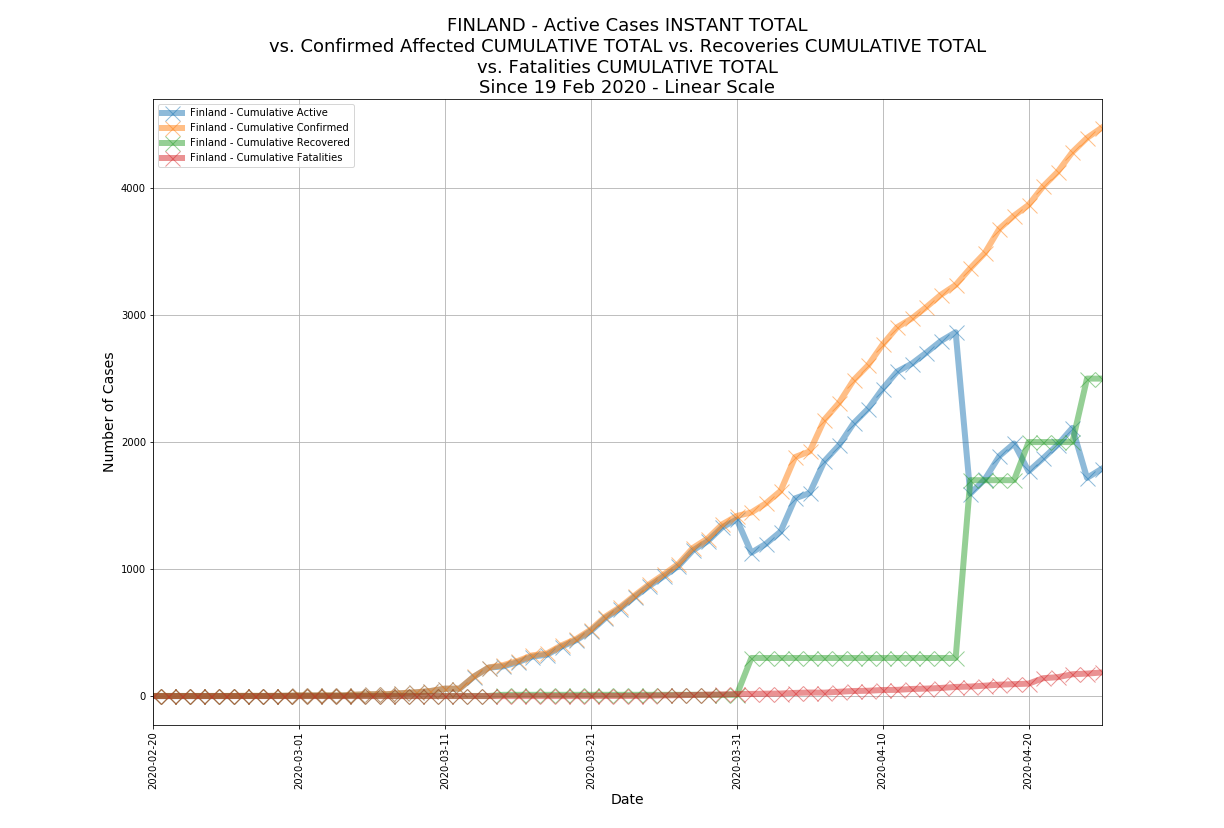 FINLAND - Active Cases INSTANT TOTAL
vs. Confirmed Affected CUMULATIVE TOTAL vs. Recoveries CUMULATIVE TOTAL
vs. Fatalities CUMULATIVE TOTAL
Since 19 Feb 2020 - Linear Scale
Finland - Cumulative Active
Finland - Cumulative Confirmed
Finland - Cumulative Recovered
Finland - Cumulative Fatalities
4000
3000
2000
1000
0
Number of Cases
2020-02-20
2020-03-01
2020-03-11
2020-03-21
2020-03-31
2020-04-10
2020-04-20
Date